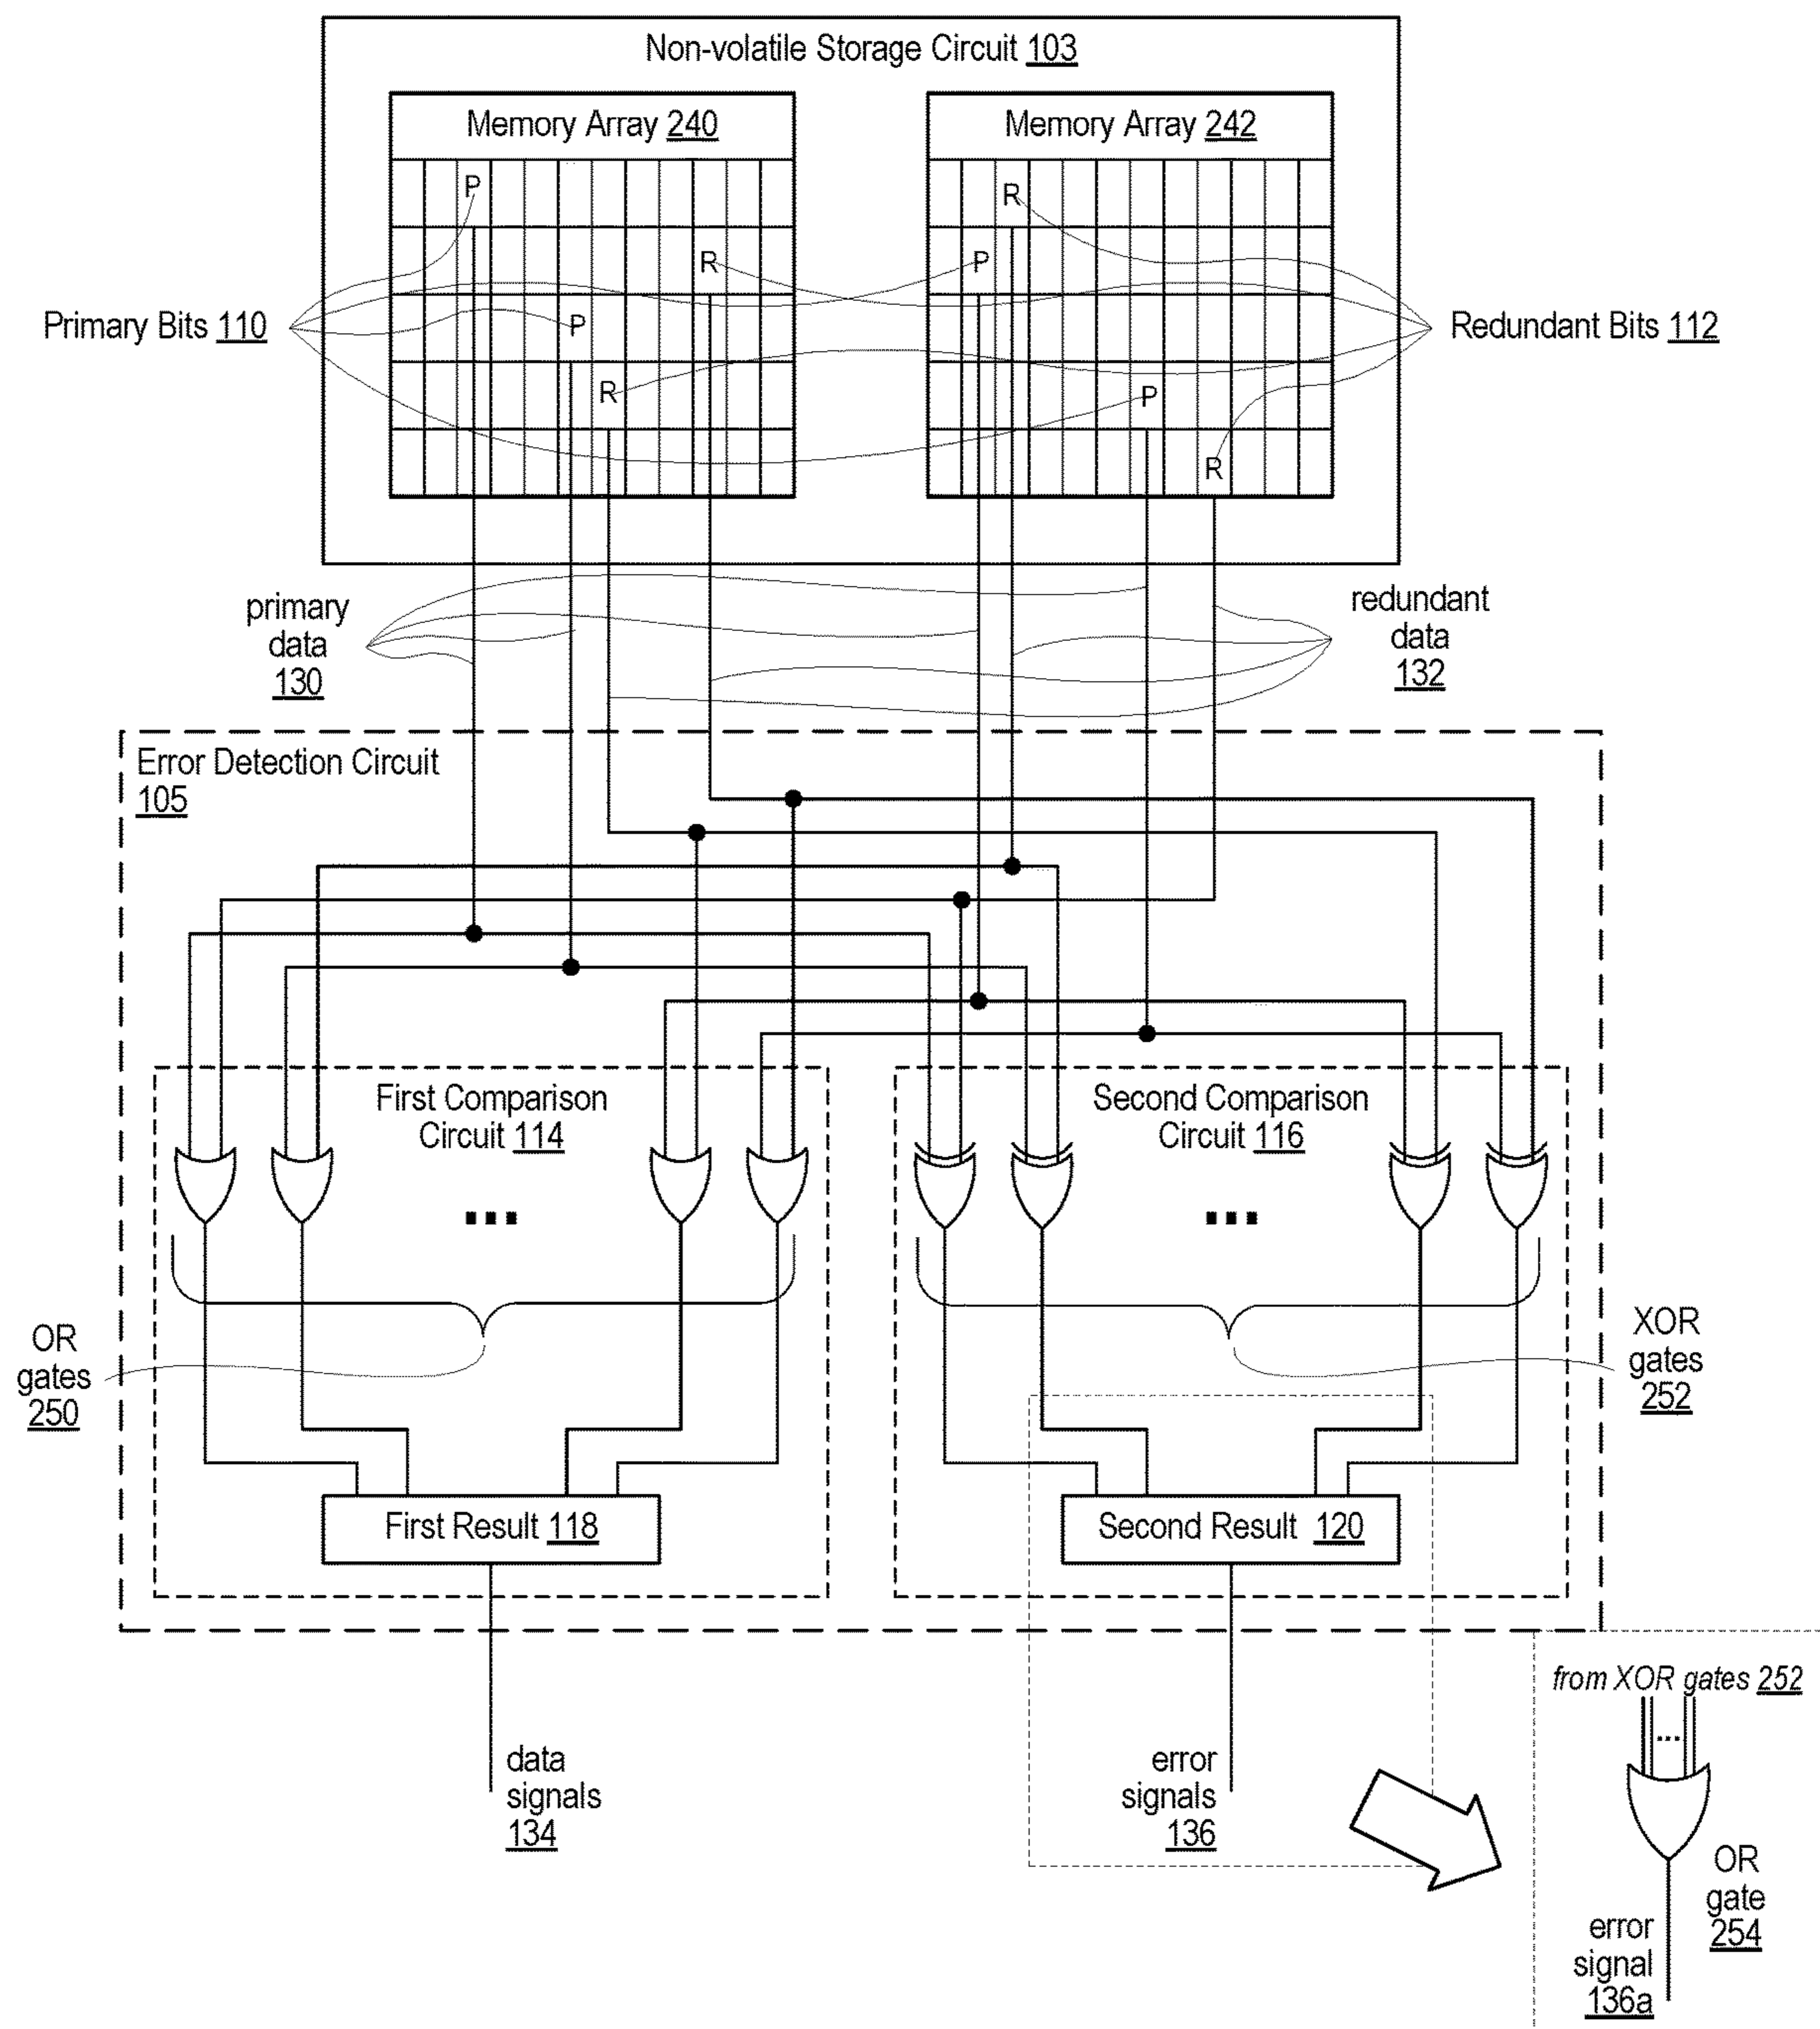 Non-volatile Storage Circuit 103
Memory Array 240
Memory Array 242
P
R
R
P
P
R
P
R
Primary Bits 110
Redundant Bits 112
primary
data
130
redundant
data
132
Error Detection Circuit
105
First Comparison
Circuit 114
Second Comparison
Circuit 116
...
...
OR
gates
250
XOR
gates
252
First Result 118
Second Result 120
data
signals
134
error
signals
136
from XOR gates 252
...
OR
gate
254
error
signal
136a